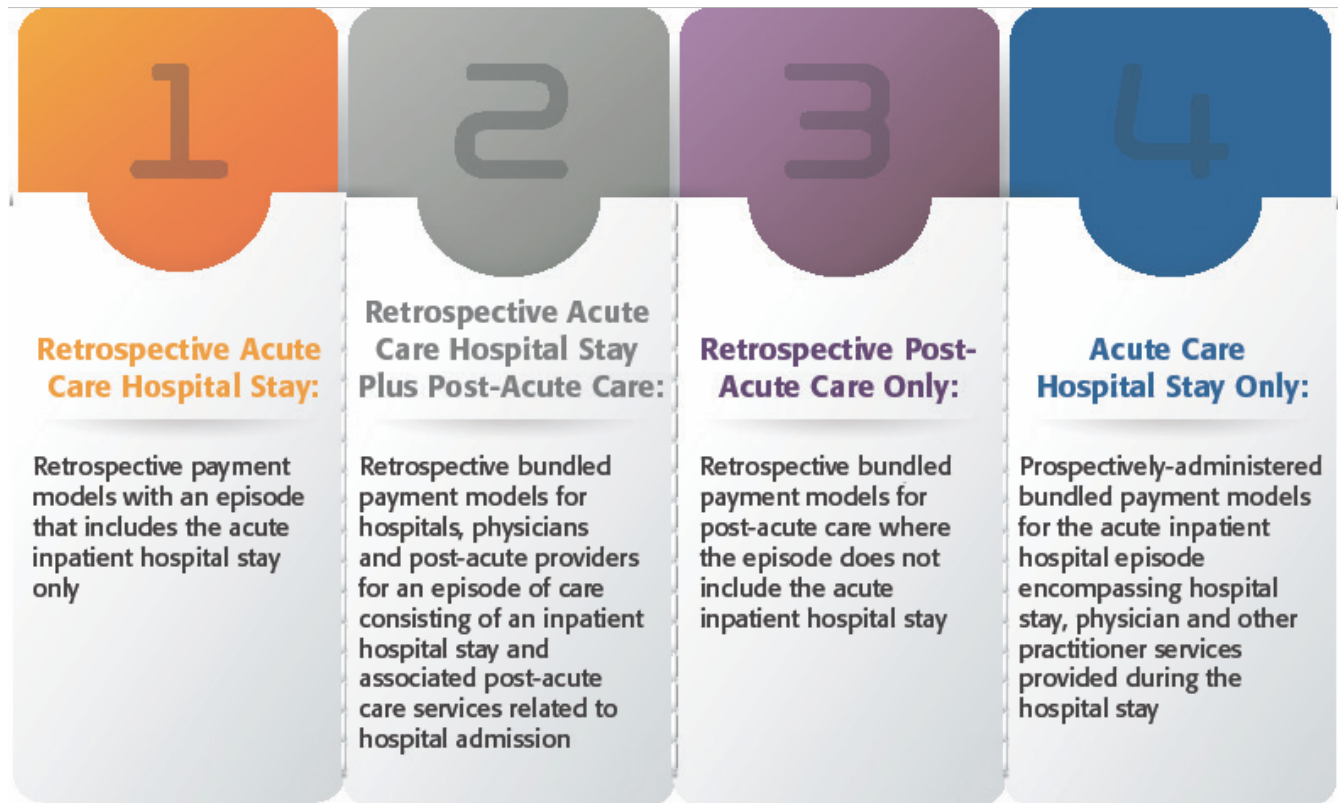 1
Retrospective Acute
Care Hospital Stay:
Retrospective payment
models with an episode
that includes the acute
inpatient hospital stay
only
2
Retrospective Acute
Care Hospital Stay
Plus Post-Acute Care:
Retrospective bundled
payment models for
hospitals, physicians
and post-acute providers
for an episode of care
consisting of an inpatient
hospital stay and
associated post-acute
care services related to
hospital admission
3
Retrospective Post-
Acute Care Only:
Retrospective bundled
payment models for
post-acute care where
the episode does not
include the acute
inpatient hospital stay
4
Acute Care
Hospital Stay Only:
Prospectively-administered
bundled payment models
for the acute inpatient
hospital episode
encompassing hospital
stay, physician and other
practitioner services
provided during the
hospital stay